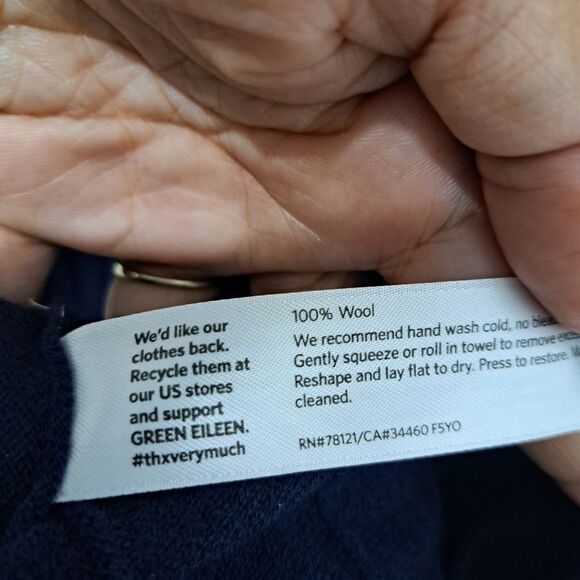 We'd like our
clothes back.
Recycle them at
our US stores
and support
GREEN EILEEN.
#thxverymuch
100% Wool
We recommend hand wash cold, no
Gently squeeze or roll in towel to remove
Reshape and lay flat to dry. Press to restore.
cleaned.
RN#78121/CA#34460 F5YO